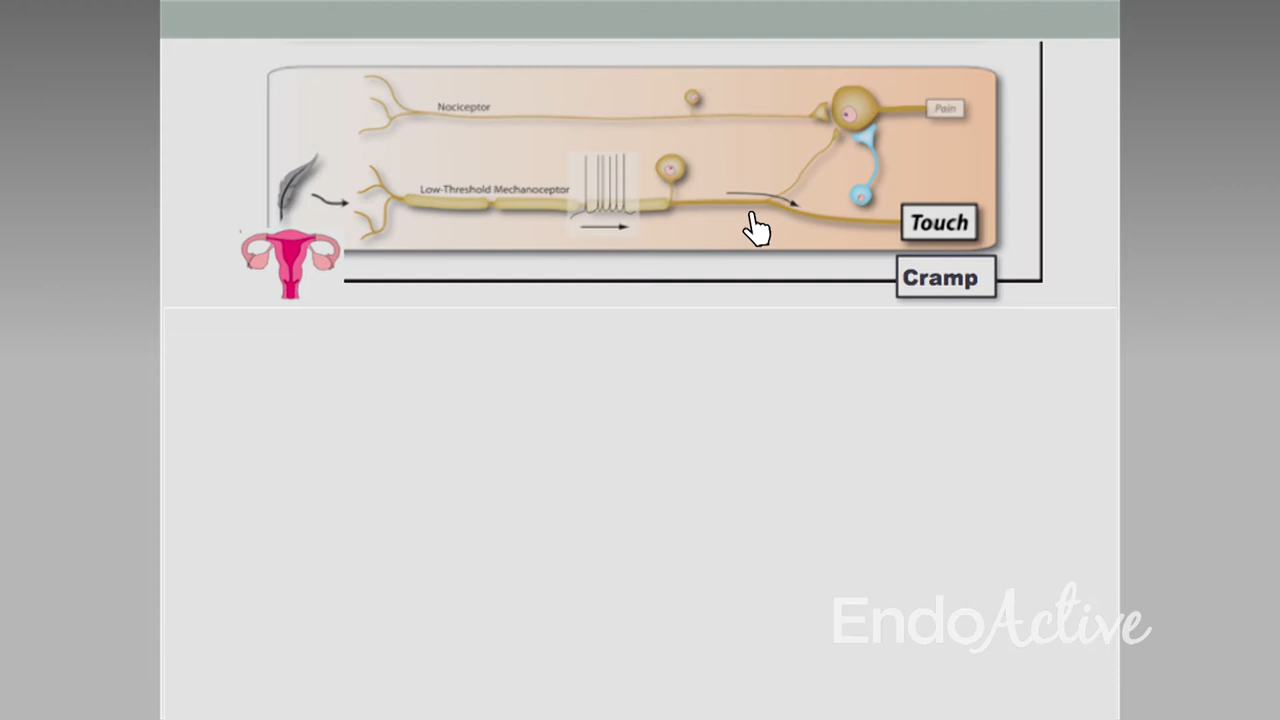 Nociceptor
Pain
Low-Threshold Mechanoceptor
Touch
Cramp
EndoActive